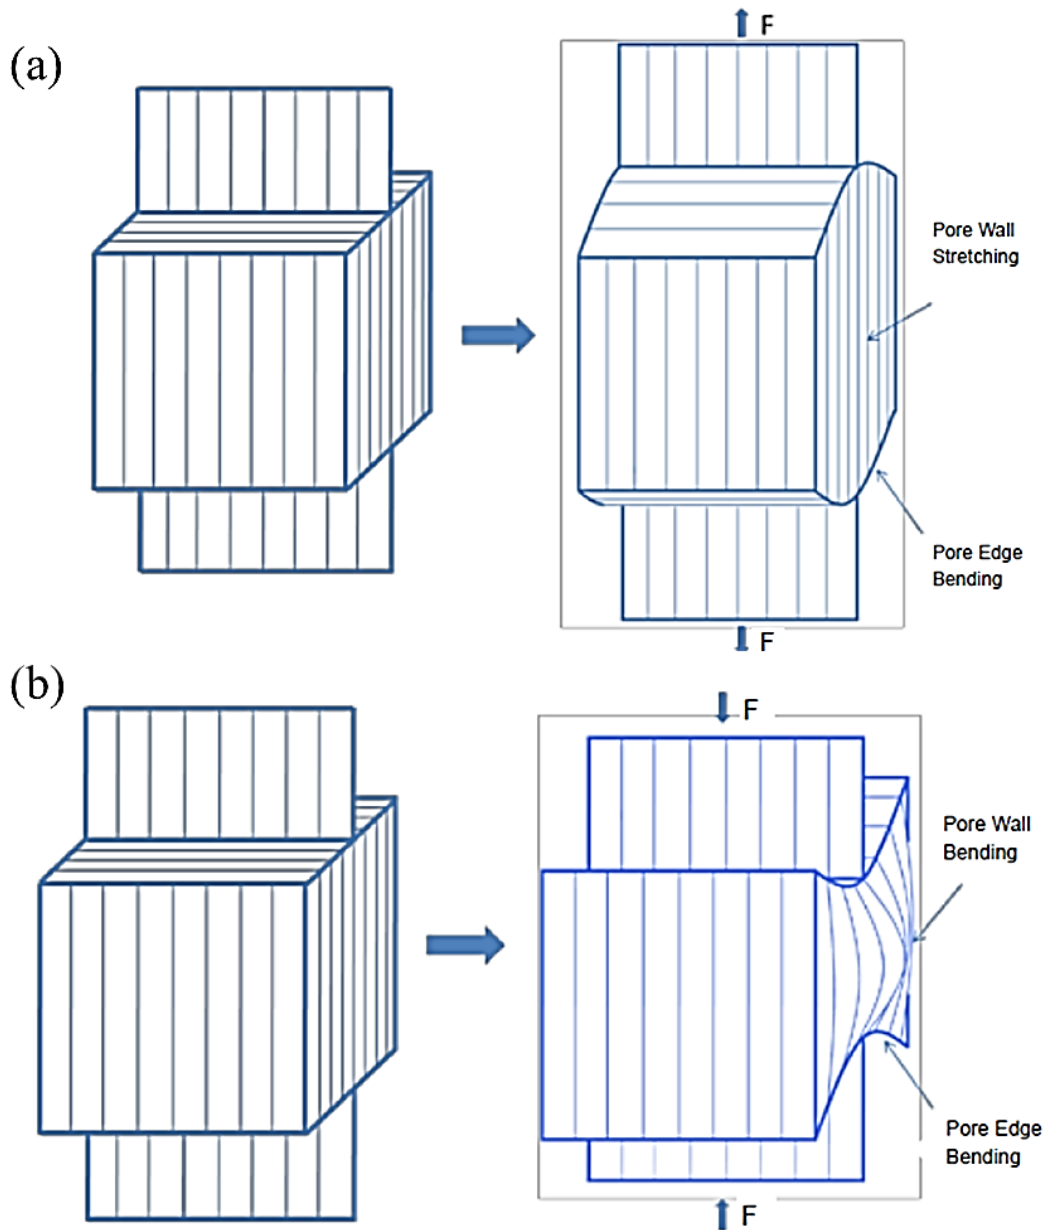 (a)
F
Pore Wall
Stretching
Pore Edge
Bending
F
(b)
F
Pore Wall
Bending
Pore Edge
Bending
F